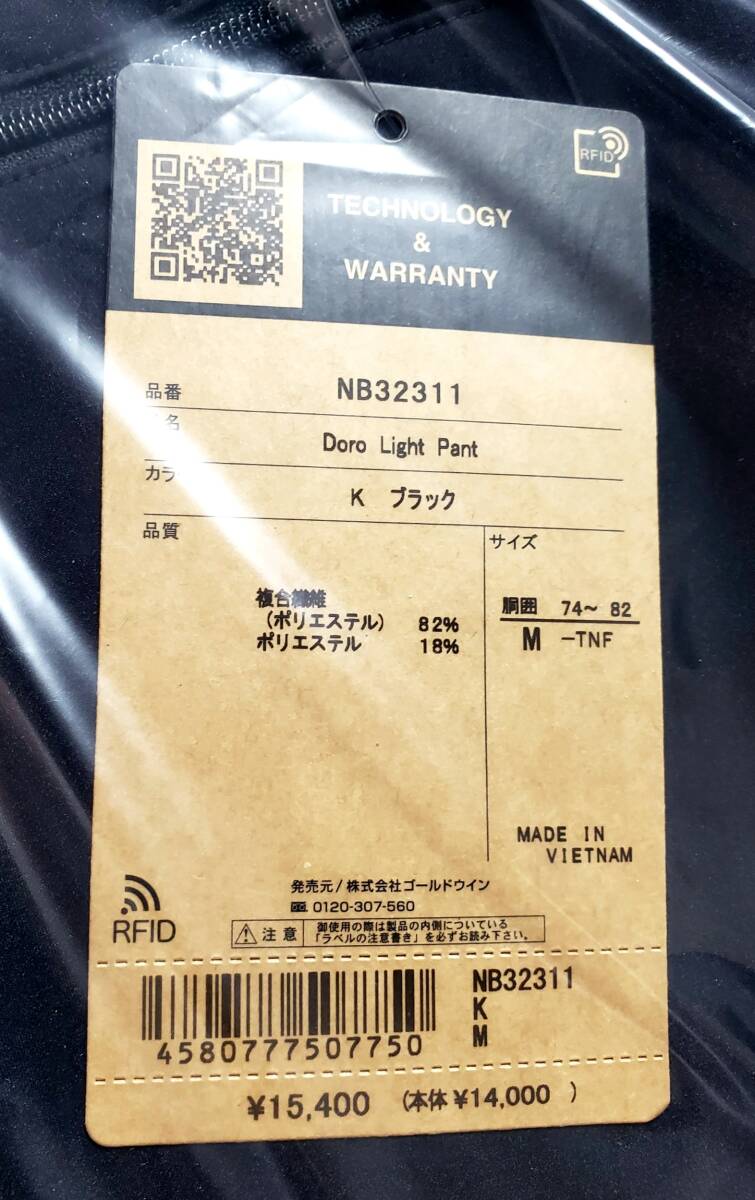 RFID
TECHNOLOGY
&
WARRANTY
品番 NB32311
名 Doro Light Pant
カラ K ブラック
品質
サイズ
複合繊維
(ポリエステル) 82%
ポリエステル 18%
胴囲 74~ 82
M -TNF
MADE IN
VIETNAM
発売元/株式会社ゴールドウイン
0120-307-560
RFID
注意
御使用の際は製品の内側についている
「ラベルの注意書き」を必ずお読み下さい。
4580777507750
NB32311
K
M
¥15,400 (本体¥14,000 )